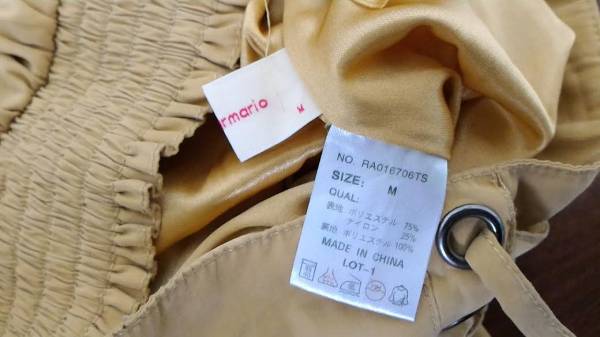 rmario
M
NO. RA016706TS
SIZE: M
QUAL:
表地 ポリエステル 75%
ナイロン 25%
裏地 ポリエステル 100%
MADE IN CHINA
LOT-1